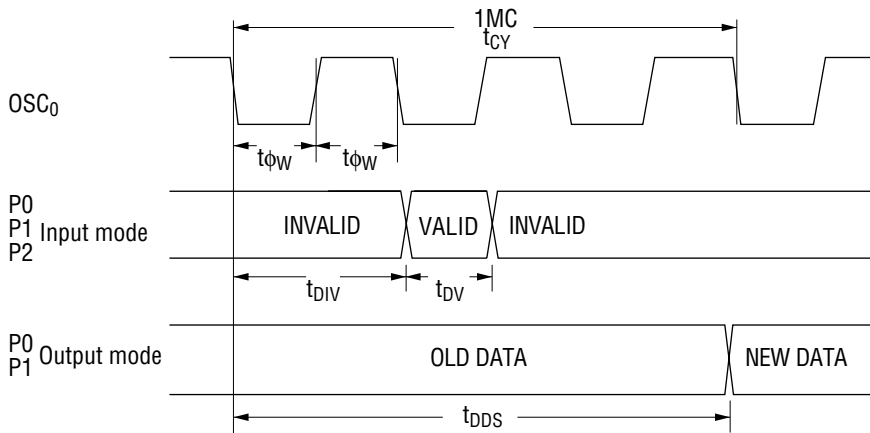 1MC
tCY
OSC0
tϕW tϕW
P0
P1 Input mode
P2
INVALID VALID INVALID
tDIV tDV
P0 Output mode
P1
OLD DATA NEW DATA
tDDS